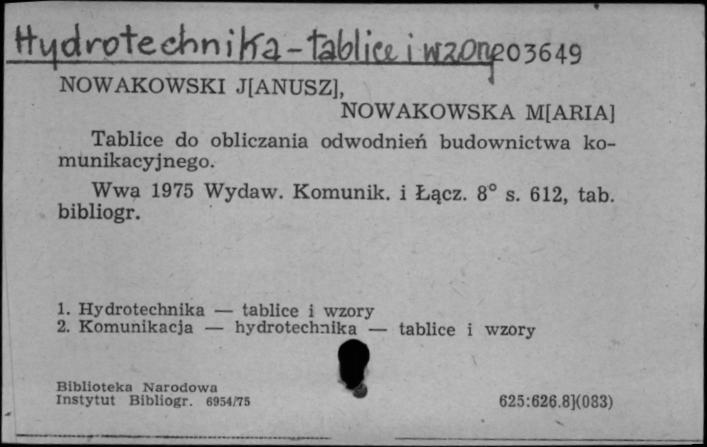 Hydrotechnika - tablice i wzory
03649
NOWAKOWSKI J[ANUSZ],
NOWAKOWSKA M[ARIA]
Tablice do obliczania odwodnień budownictwa ko-
munikacyjnego.
Wwa 1975 Wydaw. Komunik. i Łącz. 8° s. 612, tab.
bibliogr.
1. Hydrotechnika — tablice i wzory
2. Komunikacja — hydrotechnika — tablice i wzory
Biblioteka Narodowa
Instytut Bibliogr. 6954/75
625:626.8](083)